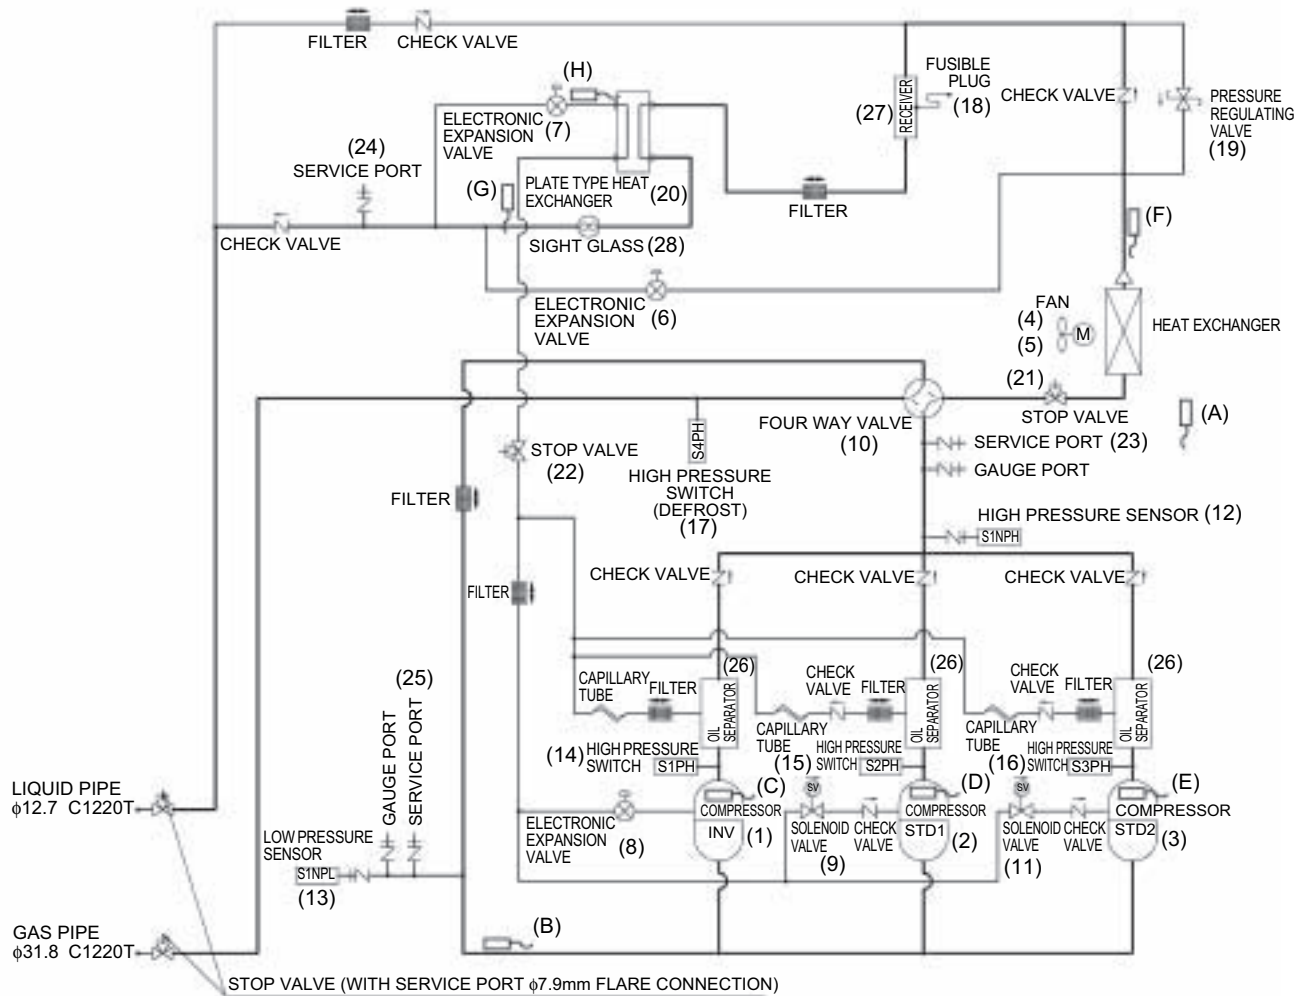 FILTER
CHECK VALVE
(H)
FUSIBLE
PLUG
(18)
(27)
RECEIVER
CHECK VALVE
PRESSURE
REGULATING
VALVE
(19)
ELECTRONIC
EXPANSION
VALVE
(7)
(24)
SERVICE PORT
(G)
PLATE TYPE HEAT
EXCHANGER
(20)
FILTER
(F)
CHECK VALVE
SIGHT GLASS (28)
ELECTRONIC
EXPANSION
VALVE
(6)
FAN
(4)
(5)
M
HEAT EXCHANGER
(21)
STOP VALVE
(A)
FOUR WAY VALVE
(10)
SERVICE PORT (23)
GAUGE PORT
S4PH
HIGH PRESSURE
SWITCH
(DEFROST)
(17)
STOP VALVE
(22)
FILTER
HIGH PRESSURE SENSOR (12)
S1NPH
FILTER
CHECK VALVE
CHECK VALVE
CHECK VALVE
(26)
(26)
(26)
CAPILLARY
TUBE
FILTER
OIL
SEPARATOR
CHECK
VALVE
FILTER
CAPILLARY
TUBE
OIL
SEPARATOR
CHECK
VALVE
FILTER
CAPILLARY
TUBE
OIL
SEPARATOR
(25)
GAUGE PORT
SERVICE PORT
(14)
HIGH PRESSURE
SWITCH
S1PH
(15)
HIGH PRESSURE
SWITCH
S2PH
(16)
HIGH PRESSURE
SWITCH
S3PH
(C)
COMPRESSOR
INV
(1)
SV
(D)
COMPRESSOR
STD1
(2)
SV
(E)
COMPRESSOR
STD2
(3)
ELECTRONIC
EXPANSION
VALVE
(8)
SOLENOID
VALVE
(9)
CHECK
VALVE
SOLENOID
VALVE
(11)
CHECK
VALVE
LIQUID PIPE
φ12.7 C1220T
LOW PRESSURE
SENSOR
S1NPL
(13)
(B)
GAS PIPE
φ31.8 C1220T
STOP VALVE (WITH SERVICE PORT φ7.9mm FLARE CONNECTION)